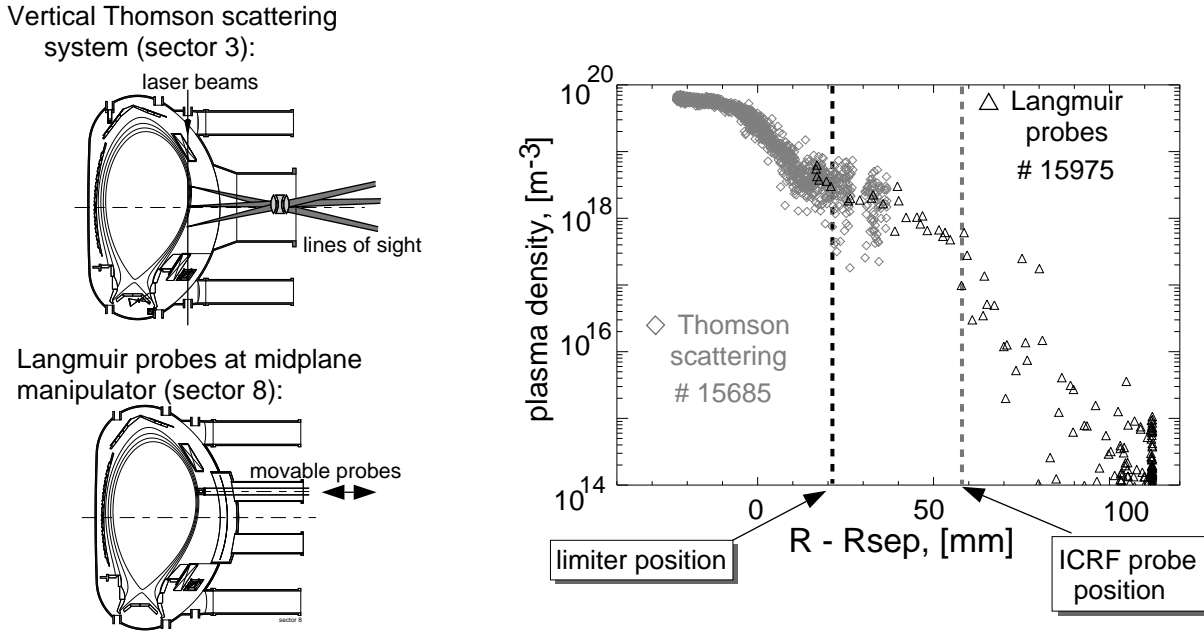 Vertical Thomson scattering
system (sector 3):
laser beams
lines of sight
Langmuir probes at midplane
manipulator (sector 8):
movable probes
sector 8
10^20
10^18
10^16
10^14
plasma density, [m^-3]
Langmuir
probes
# 15975
Thomson
scattering
# 15685
0
50
100
R - Rsep, [mm]
limiter position
ICRF probe
position